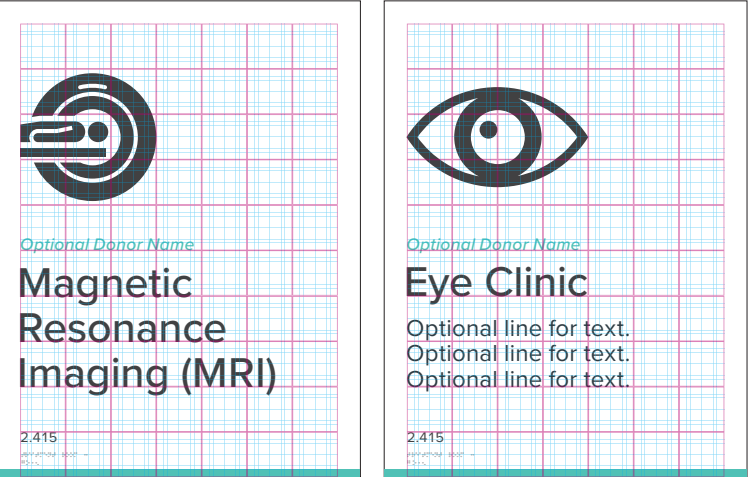 Optional Donor Name
Magnetic
Resonance
Imaging (MRI)
2.415
Optional Donor Name
Eye Clinic
Optional line for text.
Optional line for text.
Optional line for text.
2.415